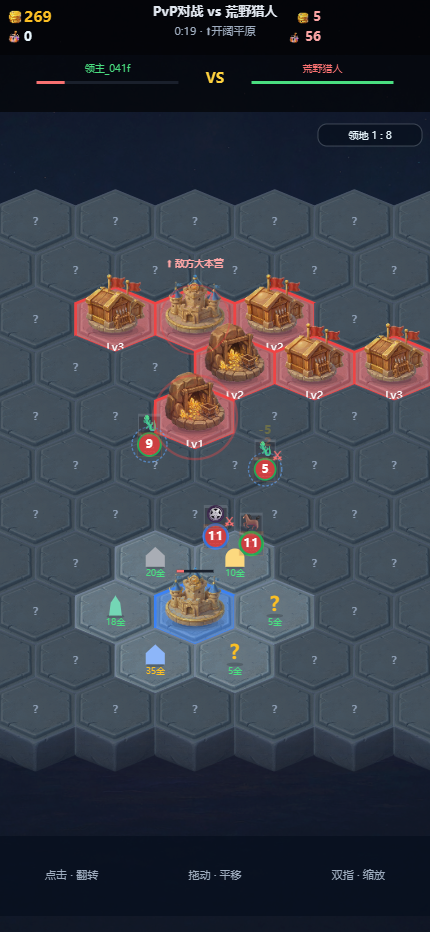 269
PvP对战 vs 荒野猎人
5
0
0:19 · ⬆开阔平原
56
领主_041f
VS
荒野猎人
领地 1 : 8
? ? ? ? ?
? ? ? ?
⬆ 敌方大本营
?
Lv3
Lv2
? ?
Lv2
Lv2
Lv3
? ? ? ?
Lv1
-5
9
5
? ? ? ? ?
? ? ? ?
11
11
? ? ?
20金
10金
? ?
18金
?
5金
?
? ?
35金
?
5金
?
? ? ? ? ?
点击 · 翻转
拖动 · 平移
双指 · 缩放